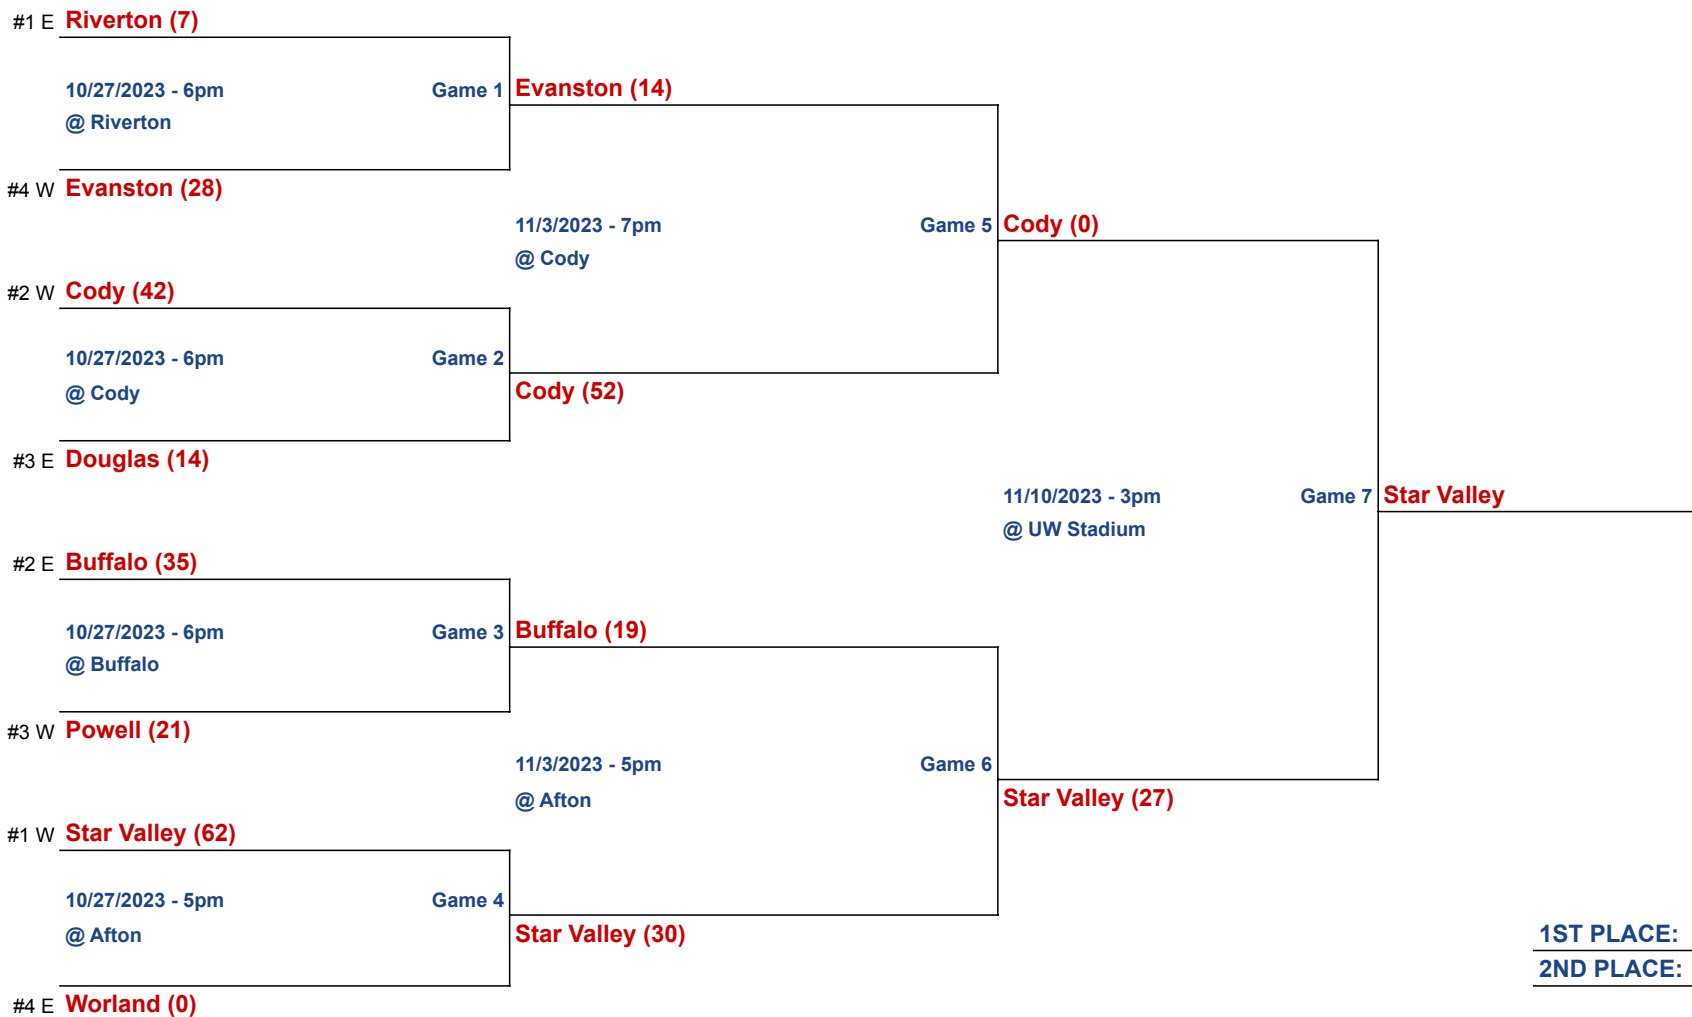 #1 E Riverton (7)
10/27/2023 - 6pm Game 1
@ Riverton
#4 W Evanston (28)
Evanston (14)
11/3/2023 - 7pm Game 5
@ Cody
#2 W Cody (42)
10/27/2023 - 6pm Game 2
@ Cody
#3 E Douglas (14)
Cody (52)
Cody (0)
11/10/2023 - 3pm Game 7
@ UW Stadium
Star Valley
#2 E Buffalo (35)
10/27/2023 - 6pm Game 3
@ Buffalo
#3 W Powell (21)
Buffalo (19)
11/3/2023 - 5pm Game 6
@ Afton
Star Valley (27)
#1 W Star Valley (62)
10/27/2023 - 5pm Game 4
@ Afton
#4 E Worland (0)
Star Valley (30)
1ST PLACE:
2ND PLACE: